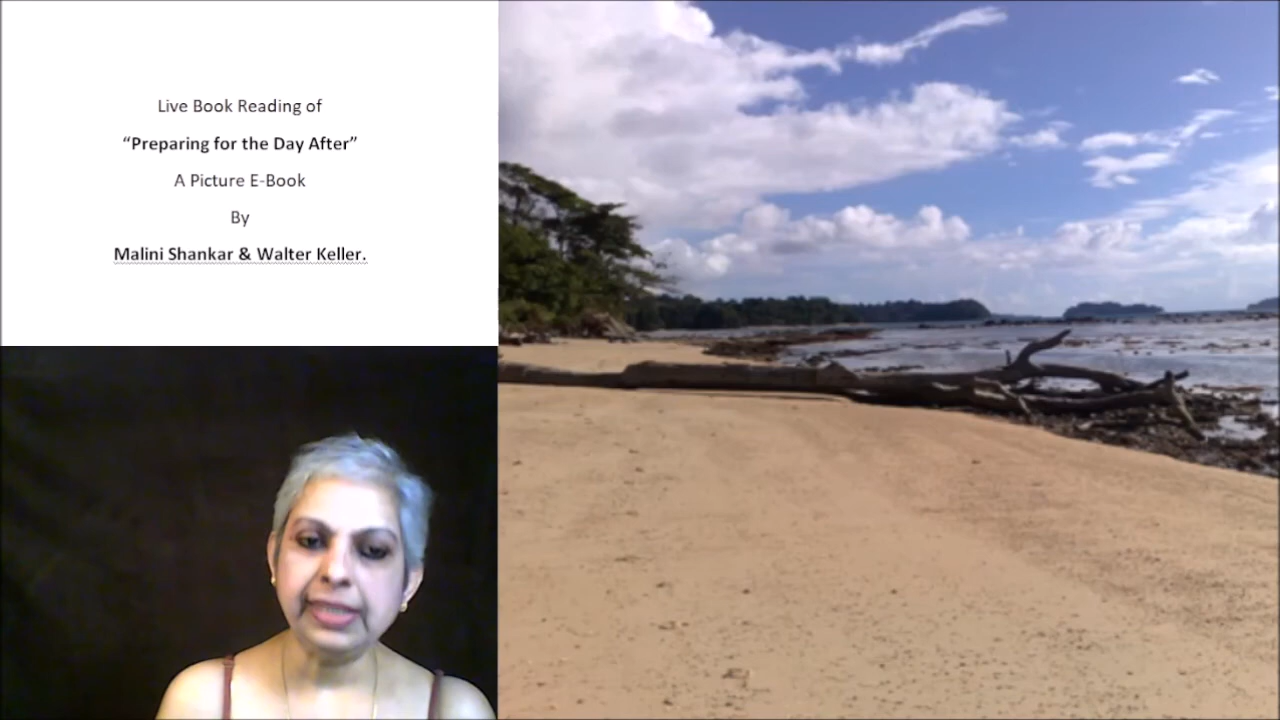 Live Book Reading of
“Preparing for the Day After”
A Picture E-Book
By
Malini Shankar & Walter Keller.